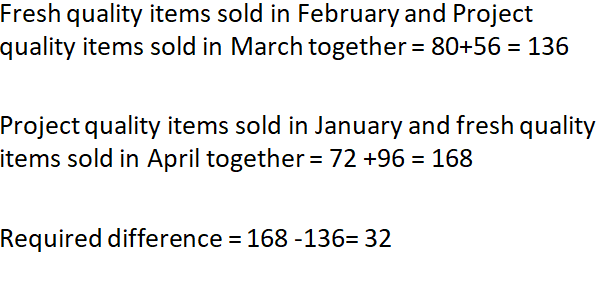 Fresh quality items sold in February and Project
quality items sold in March together = 80+56 = 136
Project quality items sold in January and fresh quality
items sold in April together = 72 +96 = 168
Required difference = 168 -136= 32